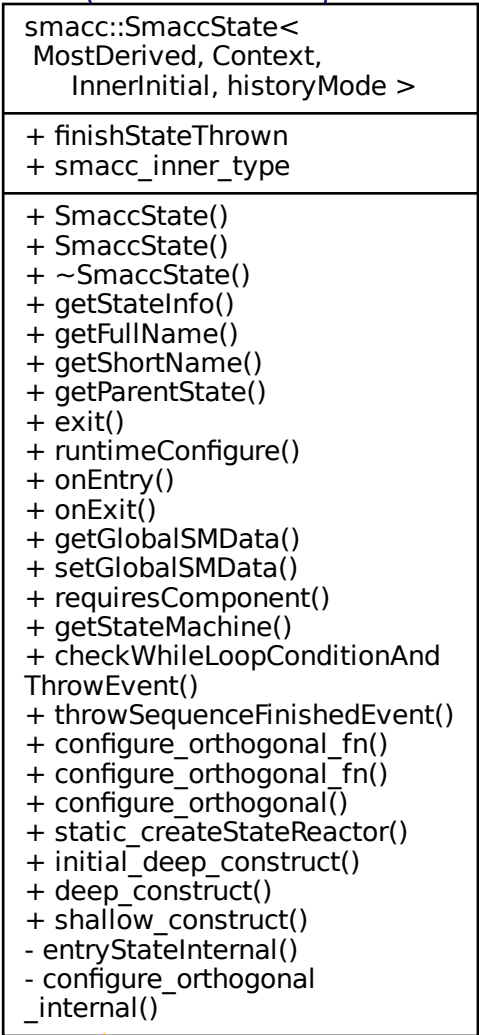 smacc::SmaccState<
MostDerived, Context,
InnerInitial, historyMode >
+ finishStateThrown
+ smacc_inner_type
+ SmaccState()
+ SmaccState()
+ ~SmaccState()
+ getStateInfo()
+ getFullName()
+ getShortName()
+ getParentState()
+ exit()
+ runtimeConfigure()
+ onEntry()
+ onExit()
+ getGlobalSMData()
+ setGlobalSMData()
+ requiresComponent()
+ getStateMachine()
+ checkWhileLoopConditionAnd
ThrowEvent()
+ throwSequenceFinishedEvent()
+ configure_orthogonal_fn()
+ configure_orthogonal_fn()
+ configure_orthogonal()
+ static_createStateReactor()
+ initial_deep_construct()
+ deep_construct()
+ shallow_construct()
- entryStateInternal()
- configure_orthogonal
_internal()